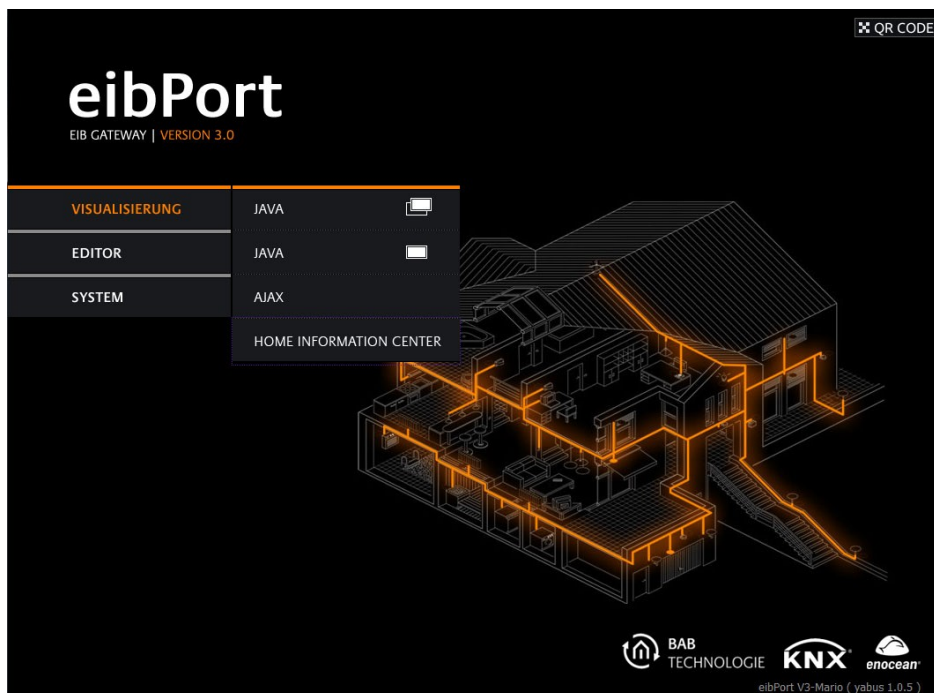 QR CODE
eibPort
EIB GATEWAY | VERSION 3.0
VISUALISIERUNG
JAVA
EDITOR
JAVA
SYSTEM
AJAX
HOME INFORMATION CENTER
BAB
TECHNOLOGIE
KNX
enocean
eibPort V3-Mario ( yabus 1.0.5 )